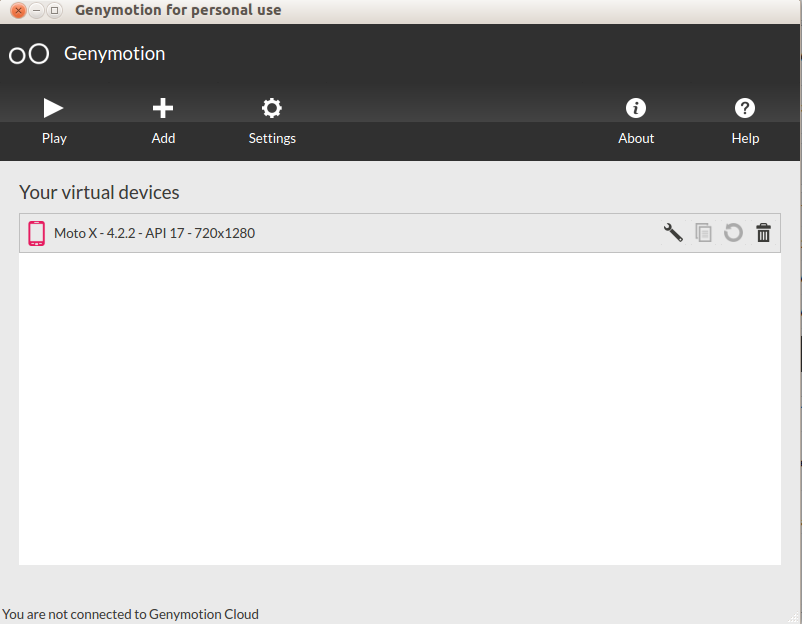 Genymotion for personal use
Genymotion
Play Add Settings About Help
Your virtual devices
Moto X - 4.2.2 - API 17 - 720x1280
You are not connected to Genymotion Cloud